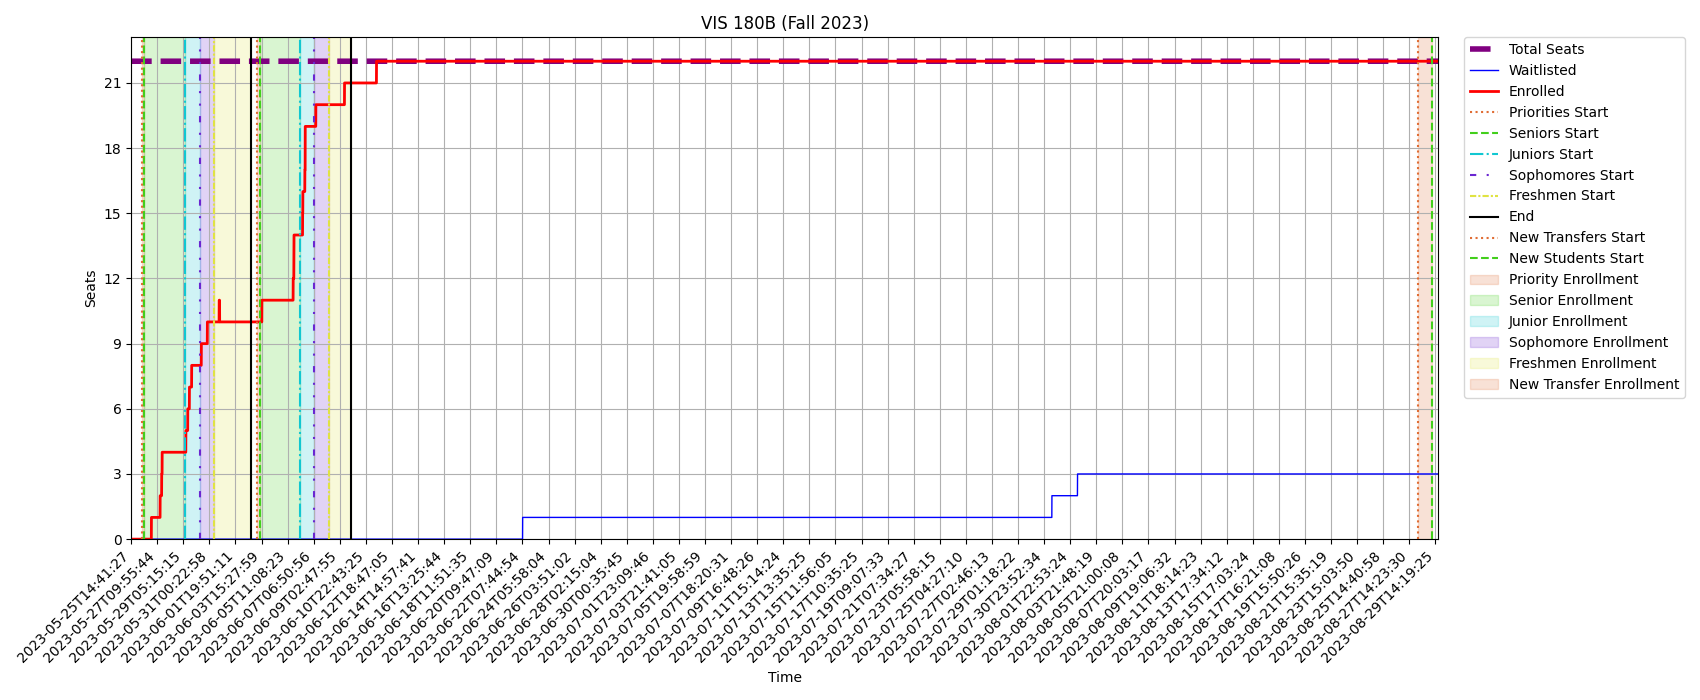 VIS 180B (Fall 2023)
Seats
21
18
15
12
9
6
3
0
2023-05-25T14:41:27
2023-05-27T09:55:44
2023-05-29T05:15:15
2023-05-31T00:22:58
2023-06-01T19:51:11
2023-06-03T15:27:59
2023-06-05T11:08:23
2023-06-07T06:50:56
2023-06-09T02:47:55
2023-06-10T22:43:25
2023-06-12T18:47:05
2023-06-14T14:57:41
2023-06-16T13:25:44
2023-06-18T11:51:35
2023-06-20T09:47:09
2023-06-22T07:44:54
2023-06-24T05:58:04
2023-06-26T03:51:02
2023-06-28T02:15:04
2023-06-30T00:35:45
2023-07-01T23:09:46
2023-07-03T21:41:05
2023-07-05T19:58:59
2023-07-07T18:20:31
2023-07-09T16:48:26
2023-07-11T15:14:24
2023-07-13T13:35:25
2023-07-15T11:56:05
2023-07-17T10:35:25
2023-07-19T09:07:33
2023-07-21T07:34:27
2023-07-23T05:58:15
2023-07-25T04:27:10
2023-07-27T02:46:13
2023-07-29T01:18:22
2023-07-30T23:52:34
2023-08-01T22:53:24
2023-08-03T21:48:19
2023-08-05T21:00:08
2023-08-07T20:03:17
2023-08-09T19:06:32
2023-08-11T18:14:23
2023-08-13T17:34:12
2023-08-15T17:03:24
2023-08-17T16:21:08
2023-08-19T15:50:26
2023-08-21T15:35:19
2023-08-23T15:03:50
2023-08-25T14:40:58
2023-08-27T14:23:30
2023-08-29T14:19:25
Time
Total Seats
Waitlisted
Enrolled
Priorities Start
Seniors Start
Juniors Start
Sophomores Start
Freshmen Start
End
New Transfers Start
New Students Start
Priority Enrollment
Senior Enrollment
Junior Enrollment
Sophomore Enrollment
Freshmen Enrollment
New Transfer Enrollment